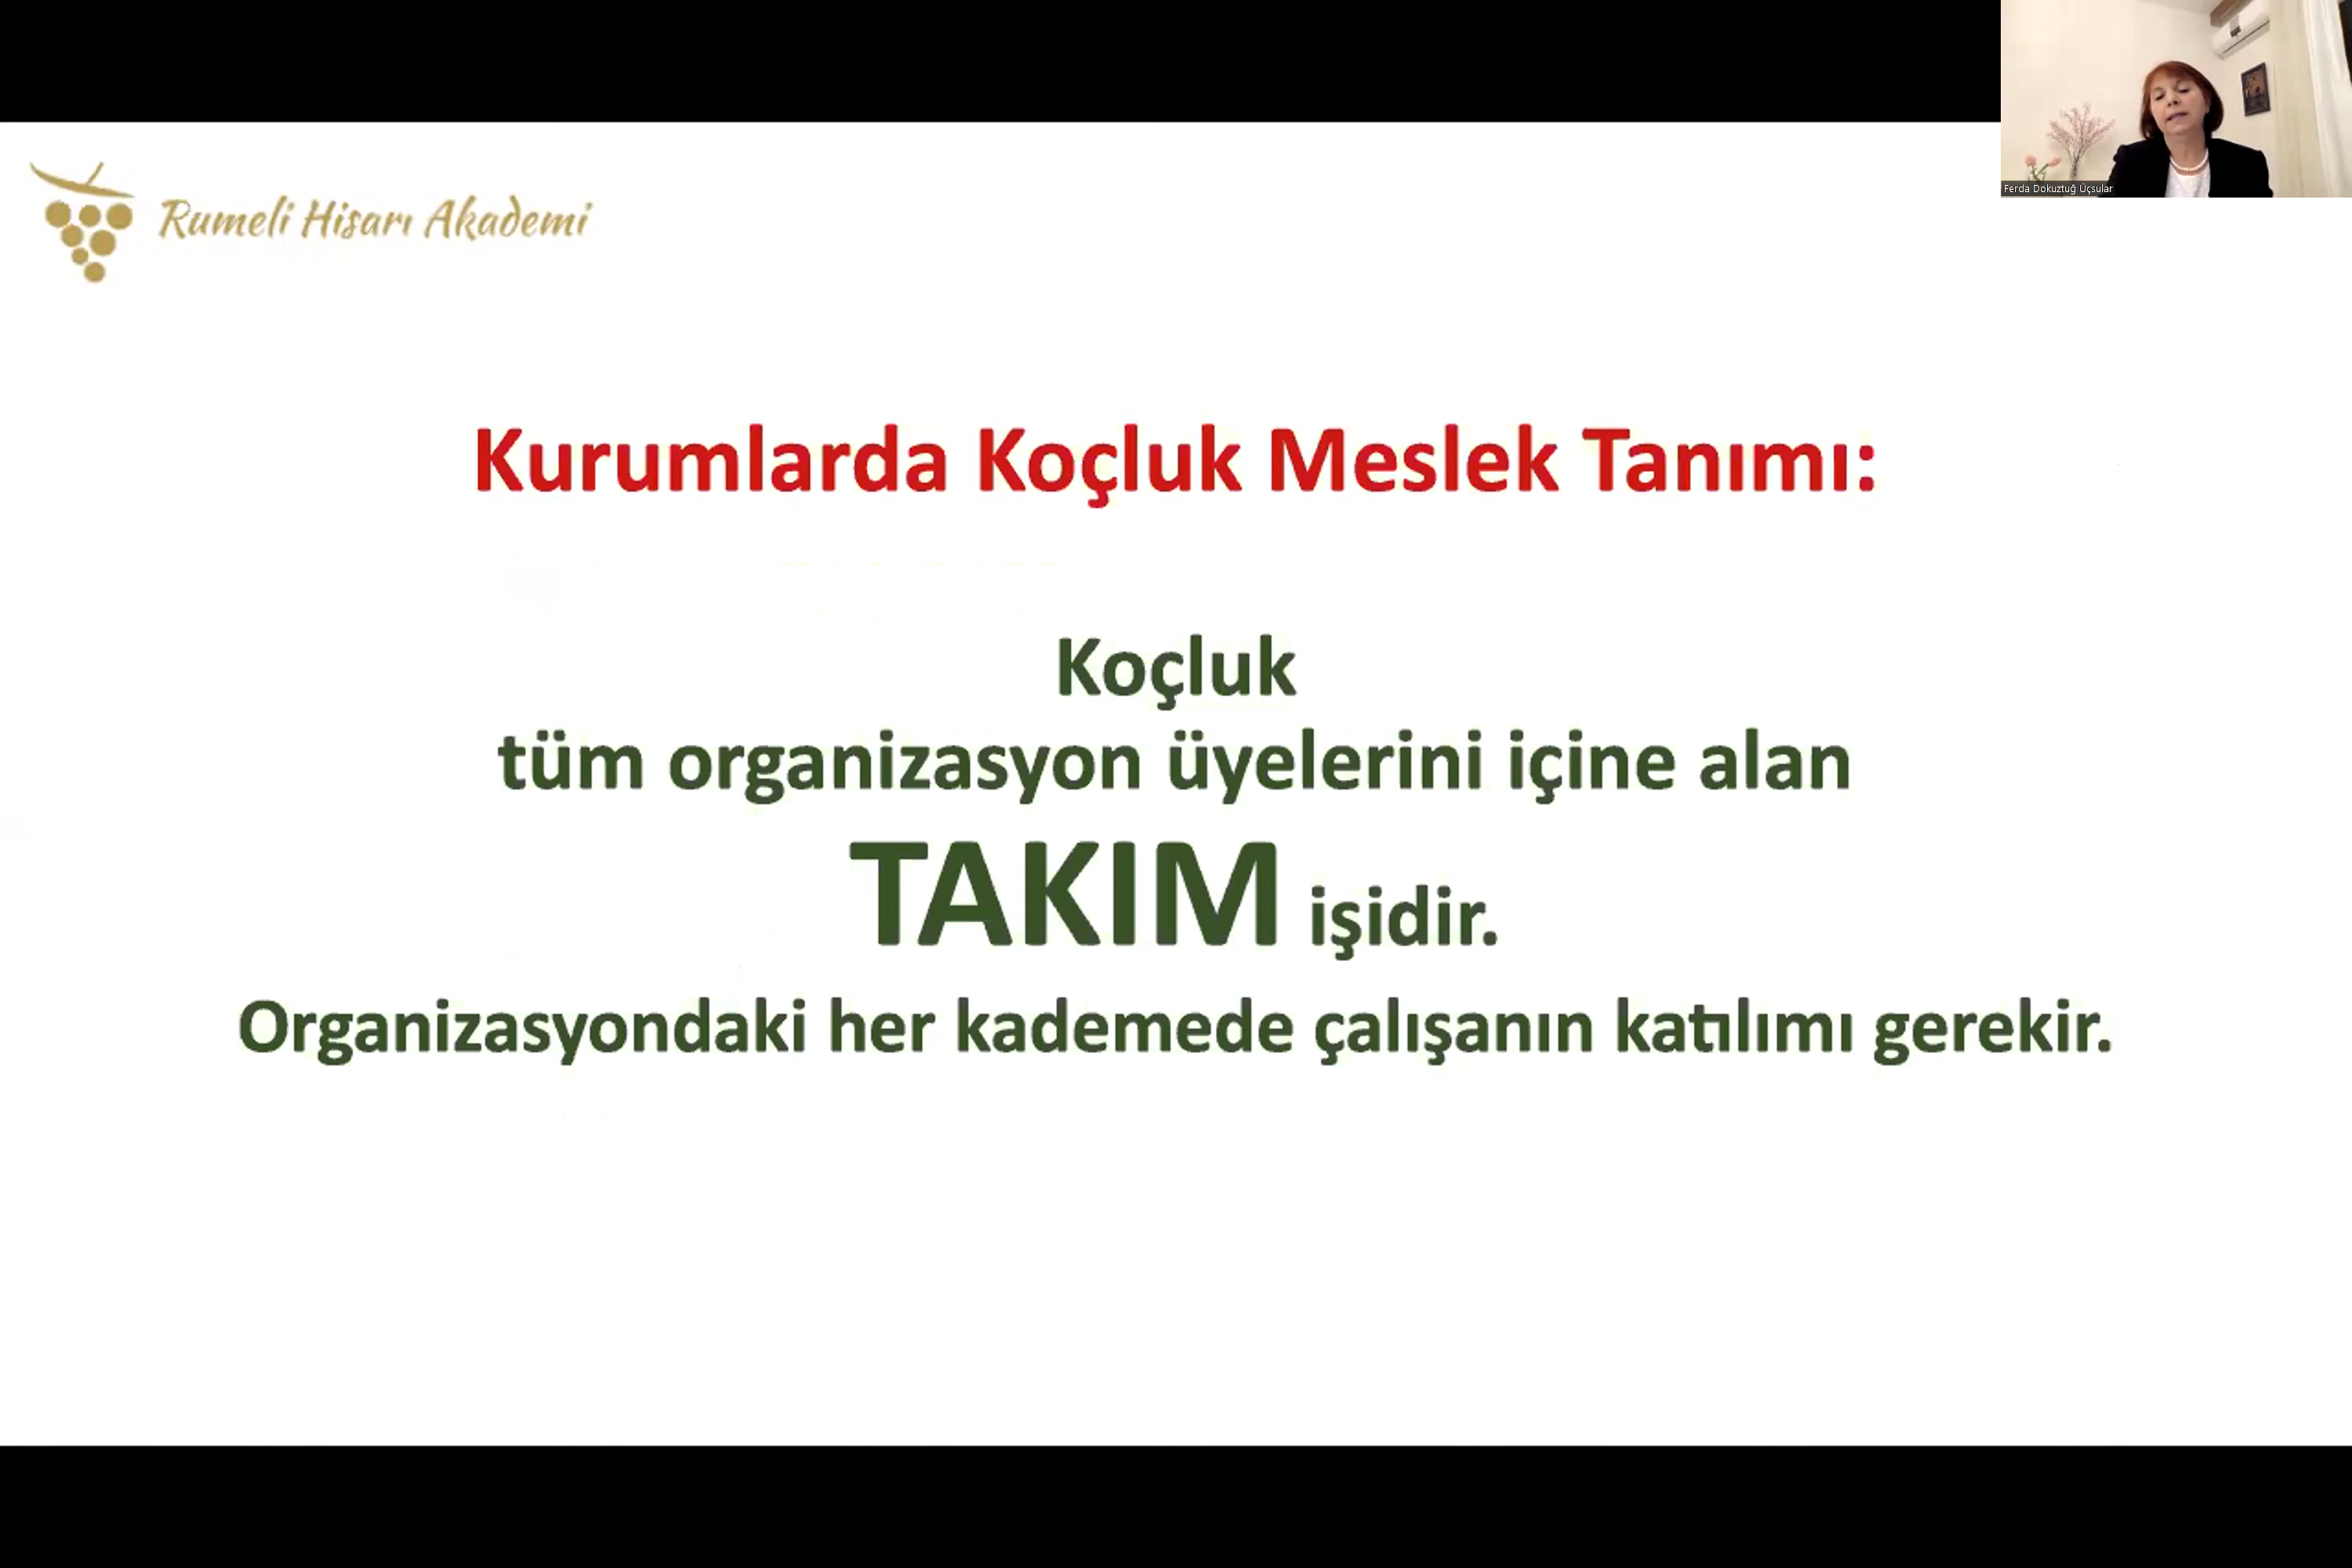 Ferda Dokuztuğ Üçsular
Rumeli Hisarı Akademi
Kurumlarda Koçluk Meslek Tanımı:
Koçluk
tüm organizasyon üyelerini içine alan
TAKIM işidir.
Organizasyondaki her kademede çalışanın katılımı gerekir.